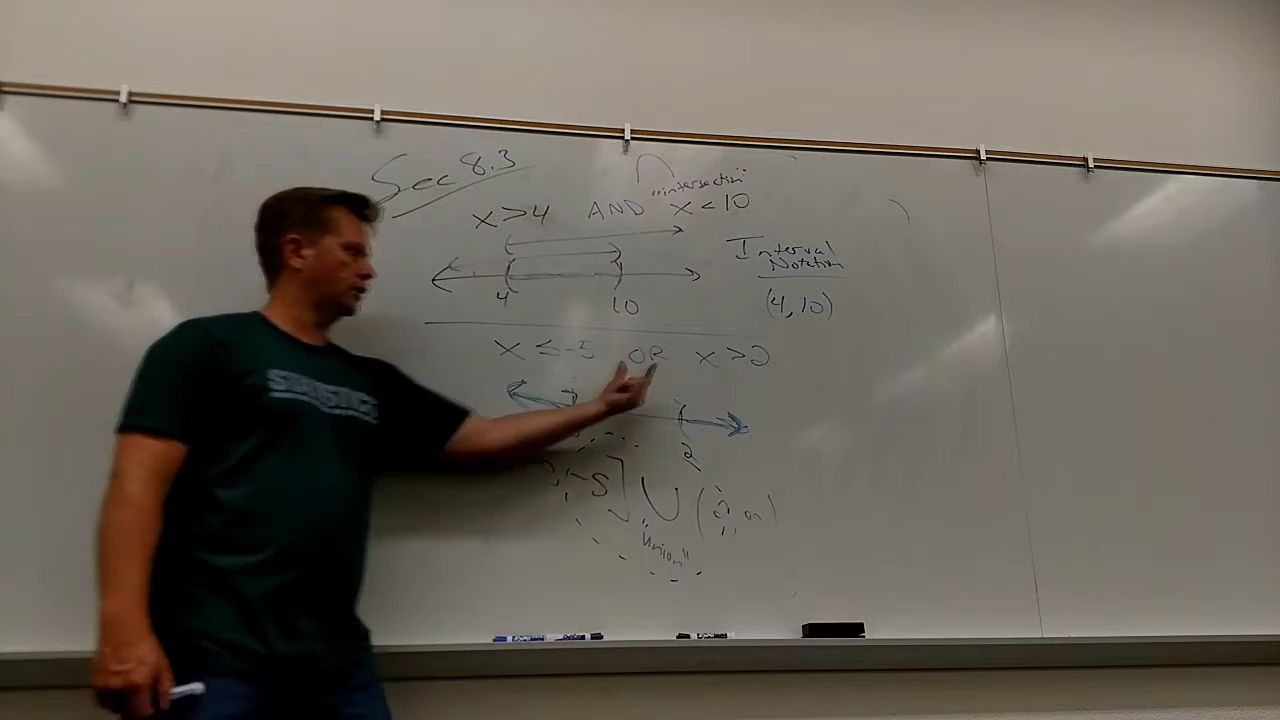 Sec 8.3
∩
"intersection"
x > 4 AND x < 10
Interval
Notation
4 10
(4, 10)
x ≤ -5 OR x > 2
2
-5] ∪ (2, ∞)
"union"